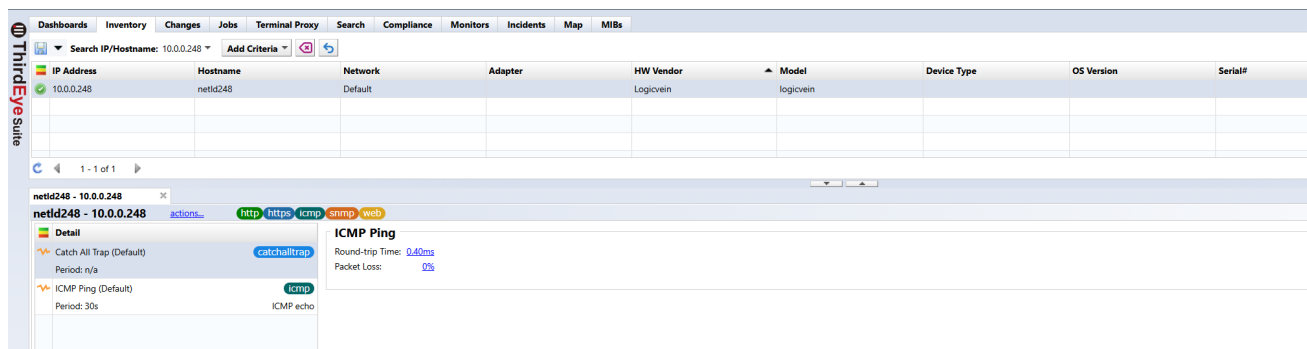 ThirdEye Suite
Dashboards Inventory Changes Jobs Terminal Proxy Search Compliance Monitors Incidents Map MIBs
Search IP/Hostname: 10.0.0.248 Add Criteria
IP Address Hostname Network Adapter HW Vendor Model Device Type OS Version Serial#
10.0.0.248 netld248 Default Logicvein logicvein
1 - 1 of 1
netld248 - 10.0.0.248
netld248 - 10.0.0.248 actions... http https icmp snmp web
Detail
Catch All Trap (Default) catchalltrap
Period: n/a
ICMP Ping (Default) icmp
Period: 30s ICMP echo
ICMP Ping
Round-trip Time: 0.40ms
Packet Loss: 0%